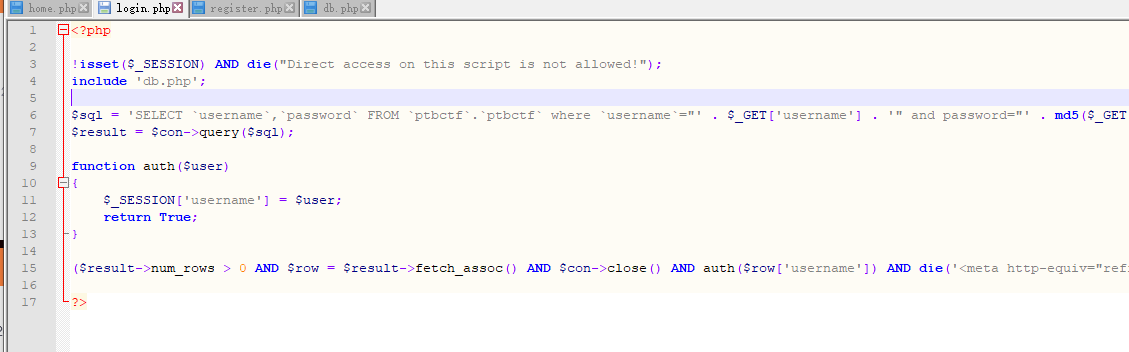 home.php login.php register.php db.php
1 <?php
2
3 !isset($_SESSION) AND die("Direct access on this script is not allowed!");
4 include 'db.php';
5
6 $sql = 'SELECT `username`,`password` FROM `ptbctf`.`ptbctf` where `username`="' . $_GET['username'] . '" and password="' . md5($_GET
7 $result = $con->query($sql);
8
9 function auth($user)
10 {
11 $_SESSION['username'] = $user;
12 return True;
13 }
14
15 ($result->num_rows > 0 AND $row = $result->fetch_assoc() AND $con->close() AND auth($row['username']) AND die('<meta http-equiv="ref
16
17 ?>